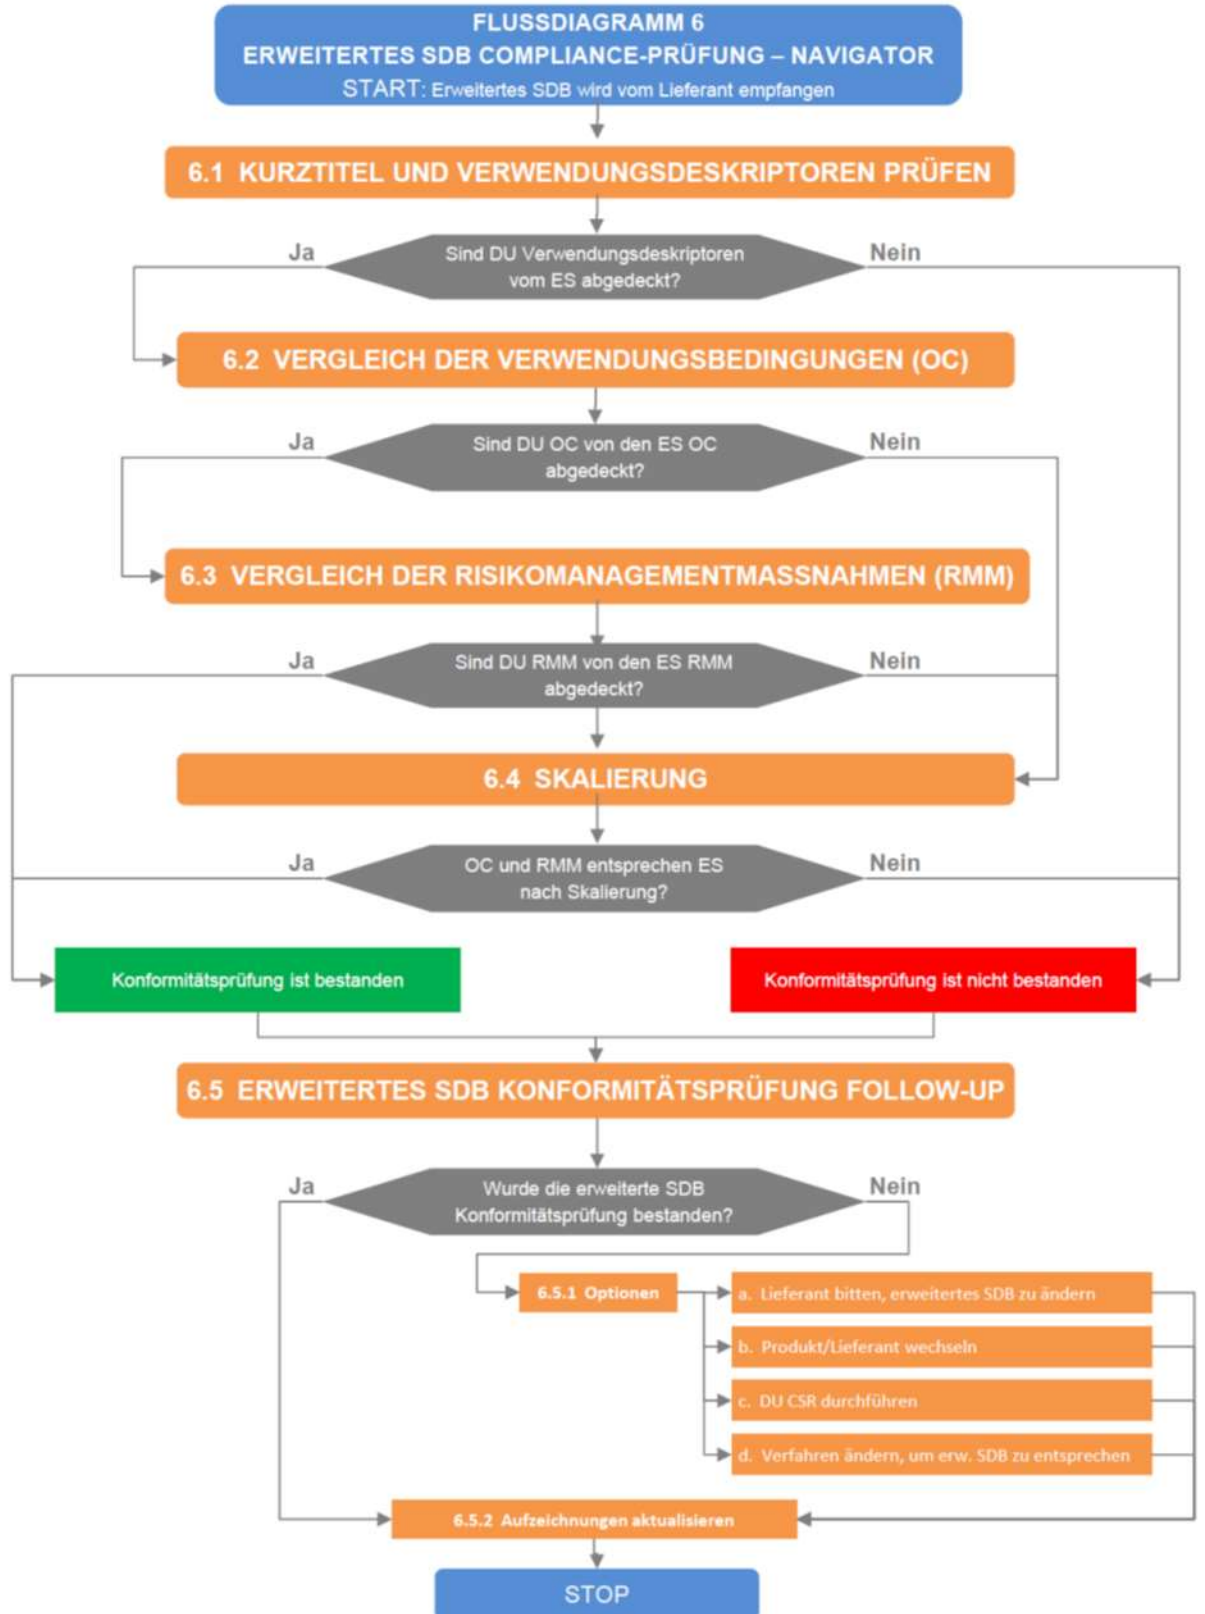 FLUSSDIAGRAMM 6
ERWEITERTES SDB COMPLIANCE-PRÜFUNG – NAVIGATOR
START: Erweitertes SDB wird vom Lieferant empfangen
6.1 KURZTITEL UND VERWENDUNGSDESKRIPTOREN PRÜFEN
Ja
Sind DU Verwendungsdeskriptoren
vom ES abgedeckt?
Nein
6.2 VERGLEICH DER VERWENDUNGSBEDINGUNGEN (OC)
Ja
Sind DU OC von den ES OC
abgedeckt?
Nein
6.3 VERGLEICH DER RISIKOMANAGEMENTMASSNAHMEN (RMM)
Ja
Sind DU RMM von den ES RMM
abgedeckt?
Nein
6.4 SKALIERUNG
Ja
OC und RMM entsprechen ES
nach Skalierung?
Nein
Konformitätsprüfung ist bestanden
Konformitätsprüfung ist nicht bestanden
6.5 ERWEITERTES SDB KONFORMITÄTSPRÜFUNG FOLLOW-UP
Ja
Wurde die erweiterte SDB
Konformitätsprüfung bestanden?
Nein
6.5.1 Optionen
a. Lieferant bitten, erweitertes SDB zu ändern
b. Produkt/Lieferant wechseln
c. DU CSR durchführen
d. Verfahren ändern, um erw. SDB zu entsprechen
6.5.2 Aufzeichnungen aktualisieren
STOP